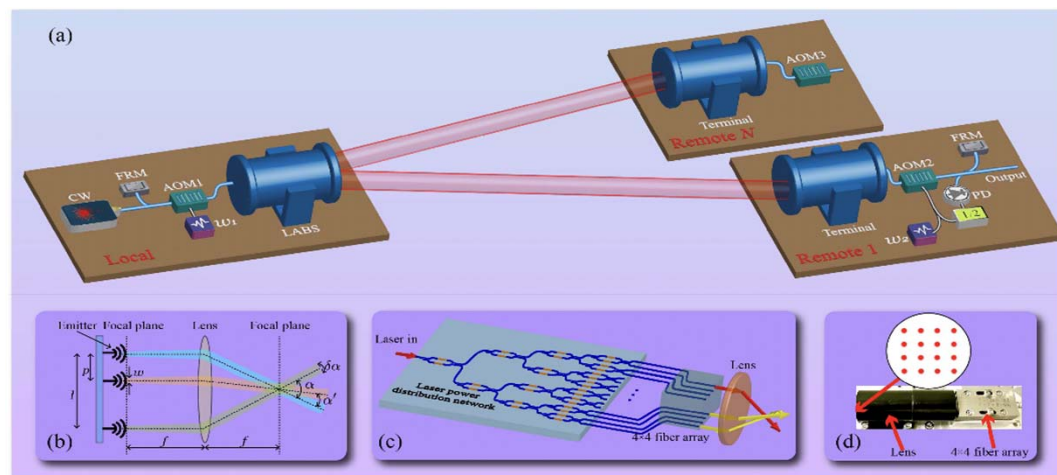 (a)
AOM3
Terminal
Remote N
FRM
CW
AOM1
w₁
LABS
Local
FRM
AOM2
Output
PD
1/2
w₂
Terminal
Remote 1
Emitter
Focal plane
Lens
Focal plane
p
l
w
δα
α
α'
f
f
(b)
(c)
Laser in
Laser power
distribution network
Lens
4×4 fiber array
(d)
Lens
4×4 fiber array